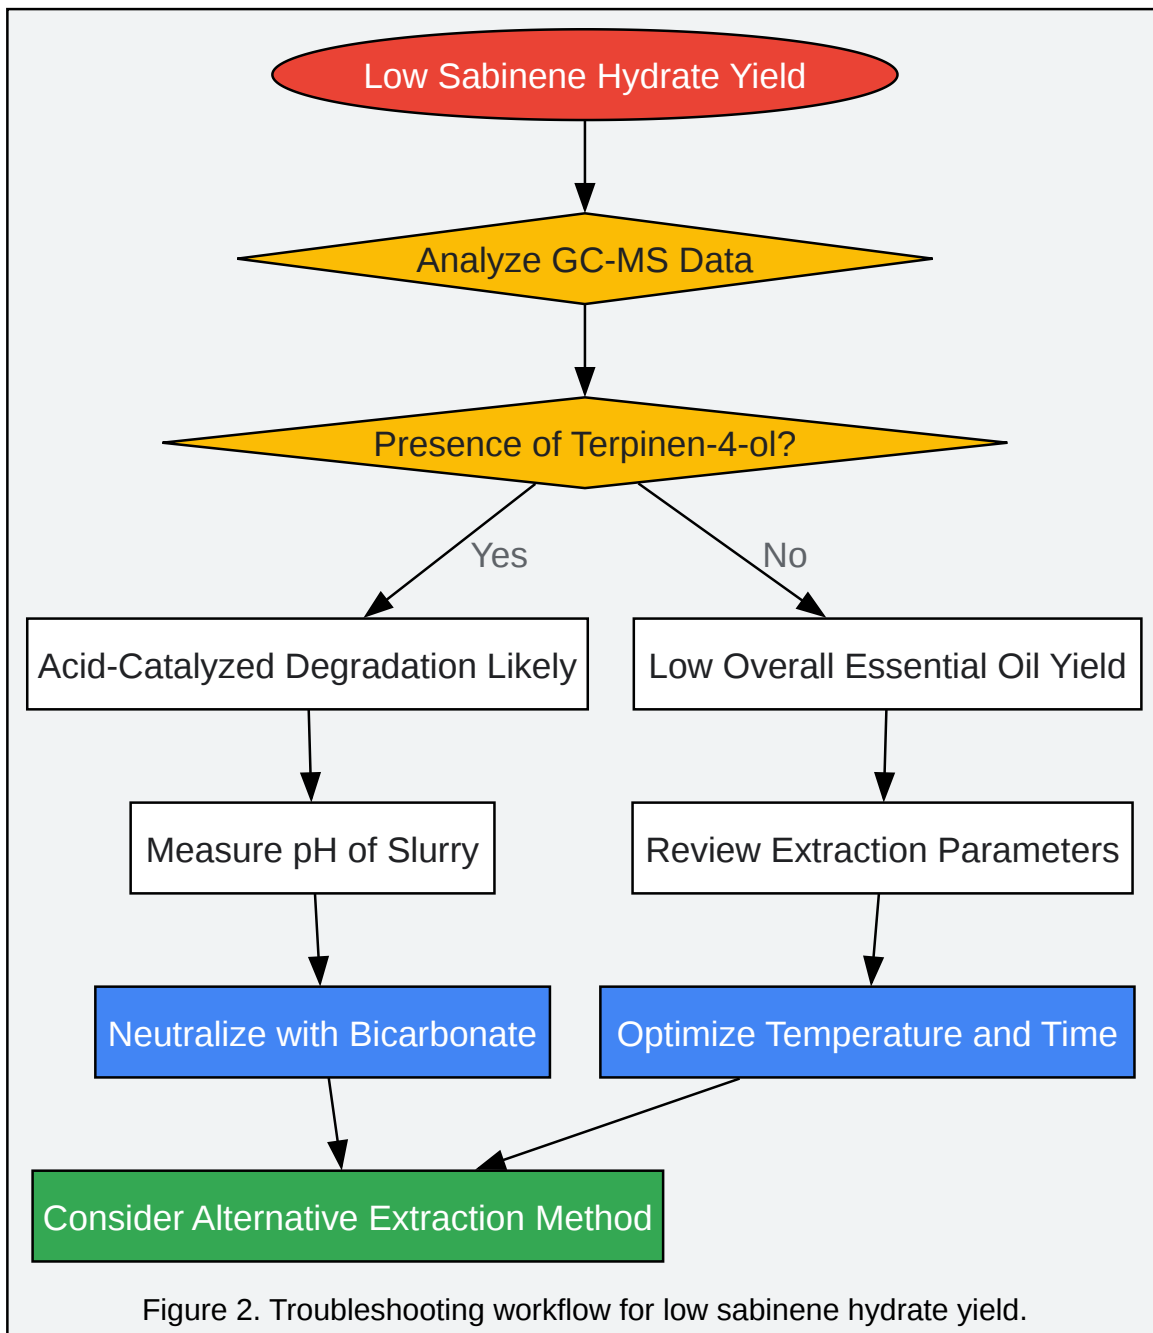 Low Sabinene Hydrate Yield
Analyze GC-MS Data
Presence of Terpinen-4-ol?
Yes
No
Acid-Catalyzed Degradation Likely
Low Overall Essential Oil Yield
Measure pH of Slurry
Review Extraction Parameters
Neutralize with Bicarbonate
Optimize Temperature and Time
Consider Alternative Extraction Method
Figure 2. Troubleshooting workflow for low sabinene hydrate yield.